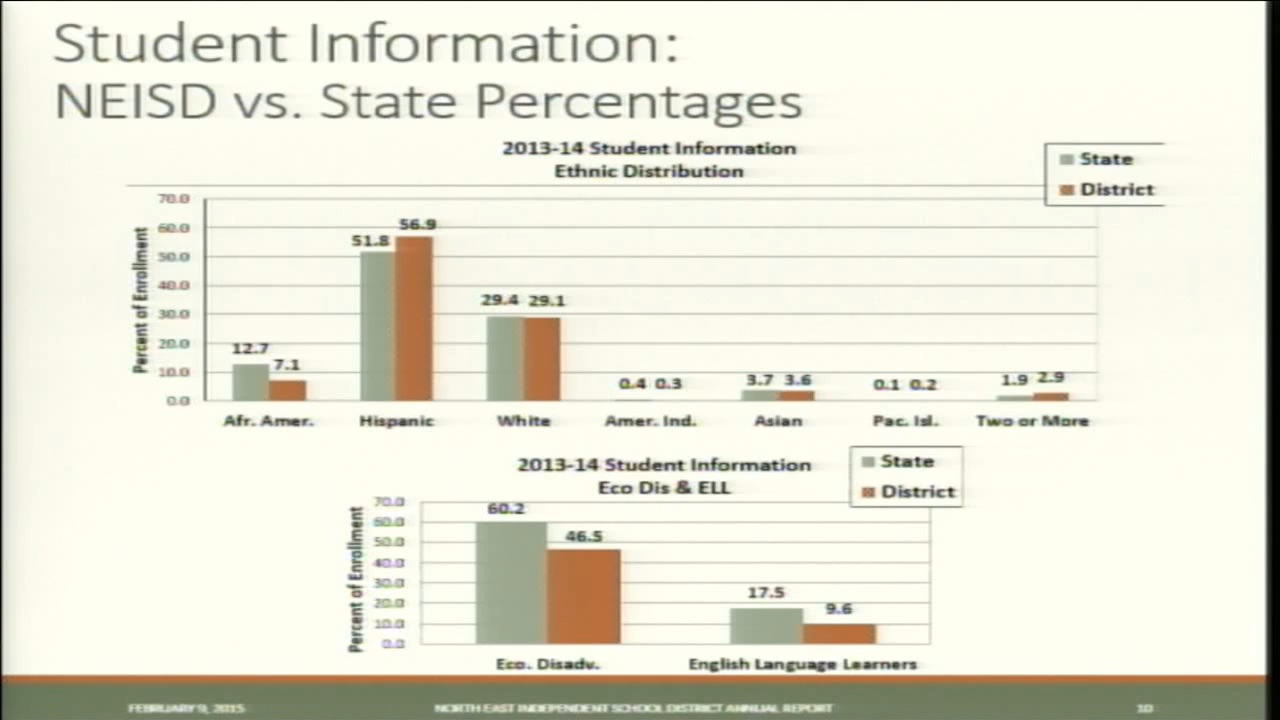 Student Information:
NEISD vs. State Percentages
2013-14 Student Information
Ethnic Distribution
State
District
Percent of Enrollment
70.0
60.0
50.0
40.0
30.0
20.0
10.0
0.0
12.7
7.1
51.8
56.9
29.4
29.1
0.4
0.3
3.7
3.6
0.1
0.2
1.9
2.9
Afr. Amer.
Hispanic
White
Amer. Ind.
Asian
Pac. Isl.
Two or More
2013-14 Student Information
Eco Dis & ELL
State
District
Percent of Enrollment
70.0
60.0
50.0
40.0
30.0
20.0
10.0
0.0
60.2
46.5
17.5
9.6
Eco. Disadv.
English Language Learners
FEBRUARY 9, 2015
NORTH EAST INDEPENDENT SCHOOL DISTRICT ANNUAL REPORT
10